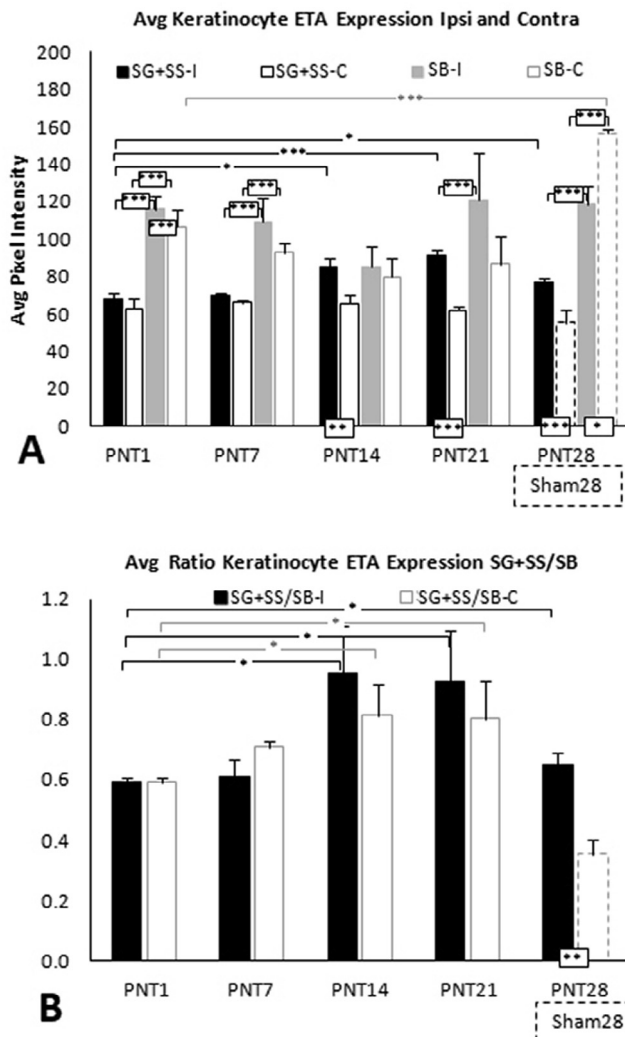 Avg Keratinocyte ETA Expression Ipsi and Contra
200
SG+SS-I SG+SS-C SB-I SB-C
180
***
160
***
*
140
***
*
120
*** *** *** ***
*** ***
100
***
80
60
40
20
0
** *** *** *
Avg Pixel Intensity
A
PNT1 PNT7 PNT14 PNT21 PNT28
Sham28
Avg Ratio Keratinocyte ETA Expression SG+SS/SB
1.2
SG+SS/SB-I SG+SS/SB-C
*
*
*
1.0
*
*
0.8
0.6
0.4
0.2
0.0
**
PNT1 PNT7 PNT14 PNT21 PNT28
B
Sham28